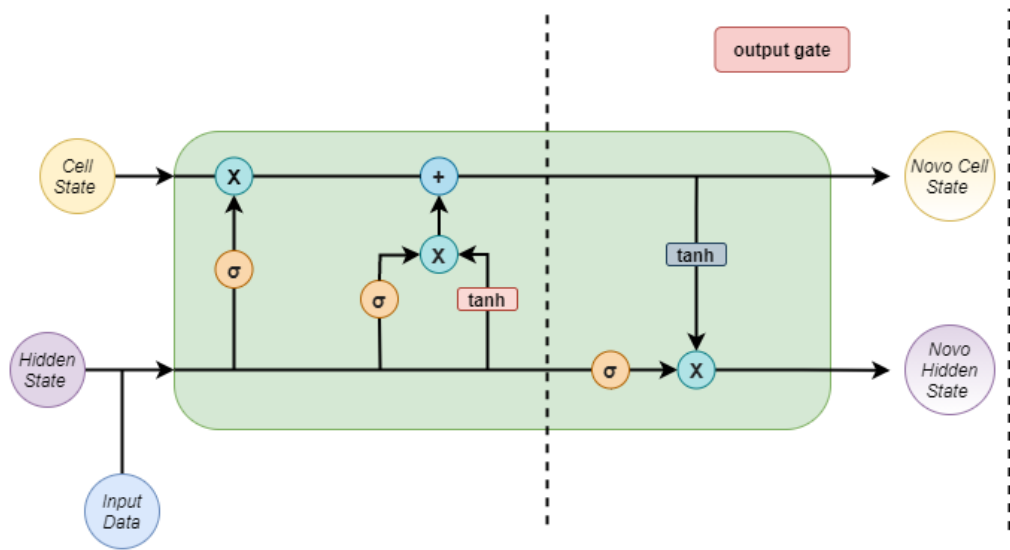 output gate
Cell
State
X
+
Novo Cell
State
X
tanh
σ
σ
tanh
Hidden
State
σ
X
Novo
Hidden
State
Input
Data